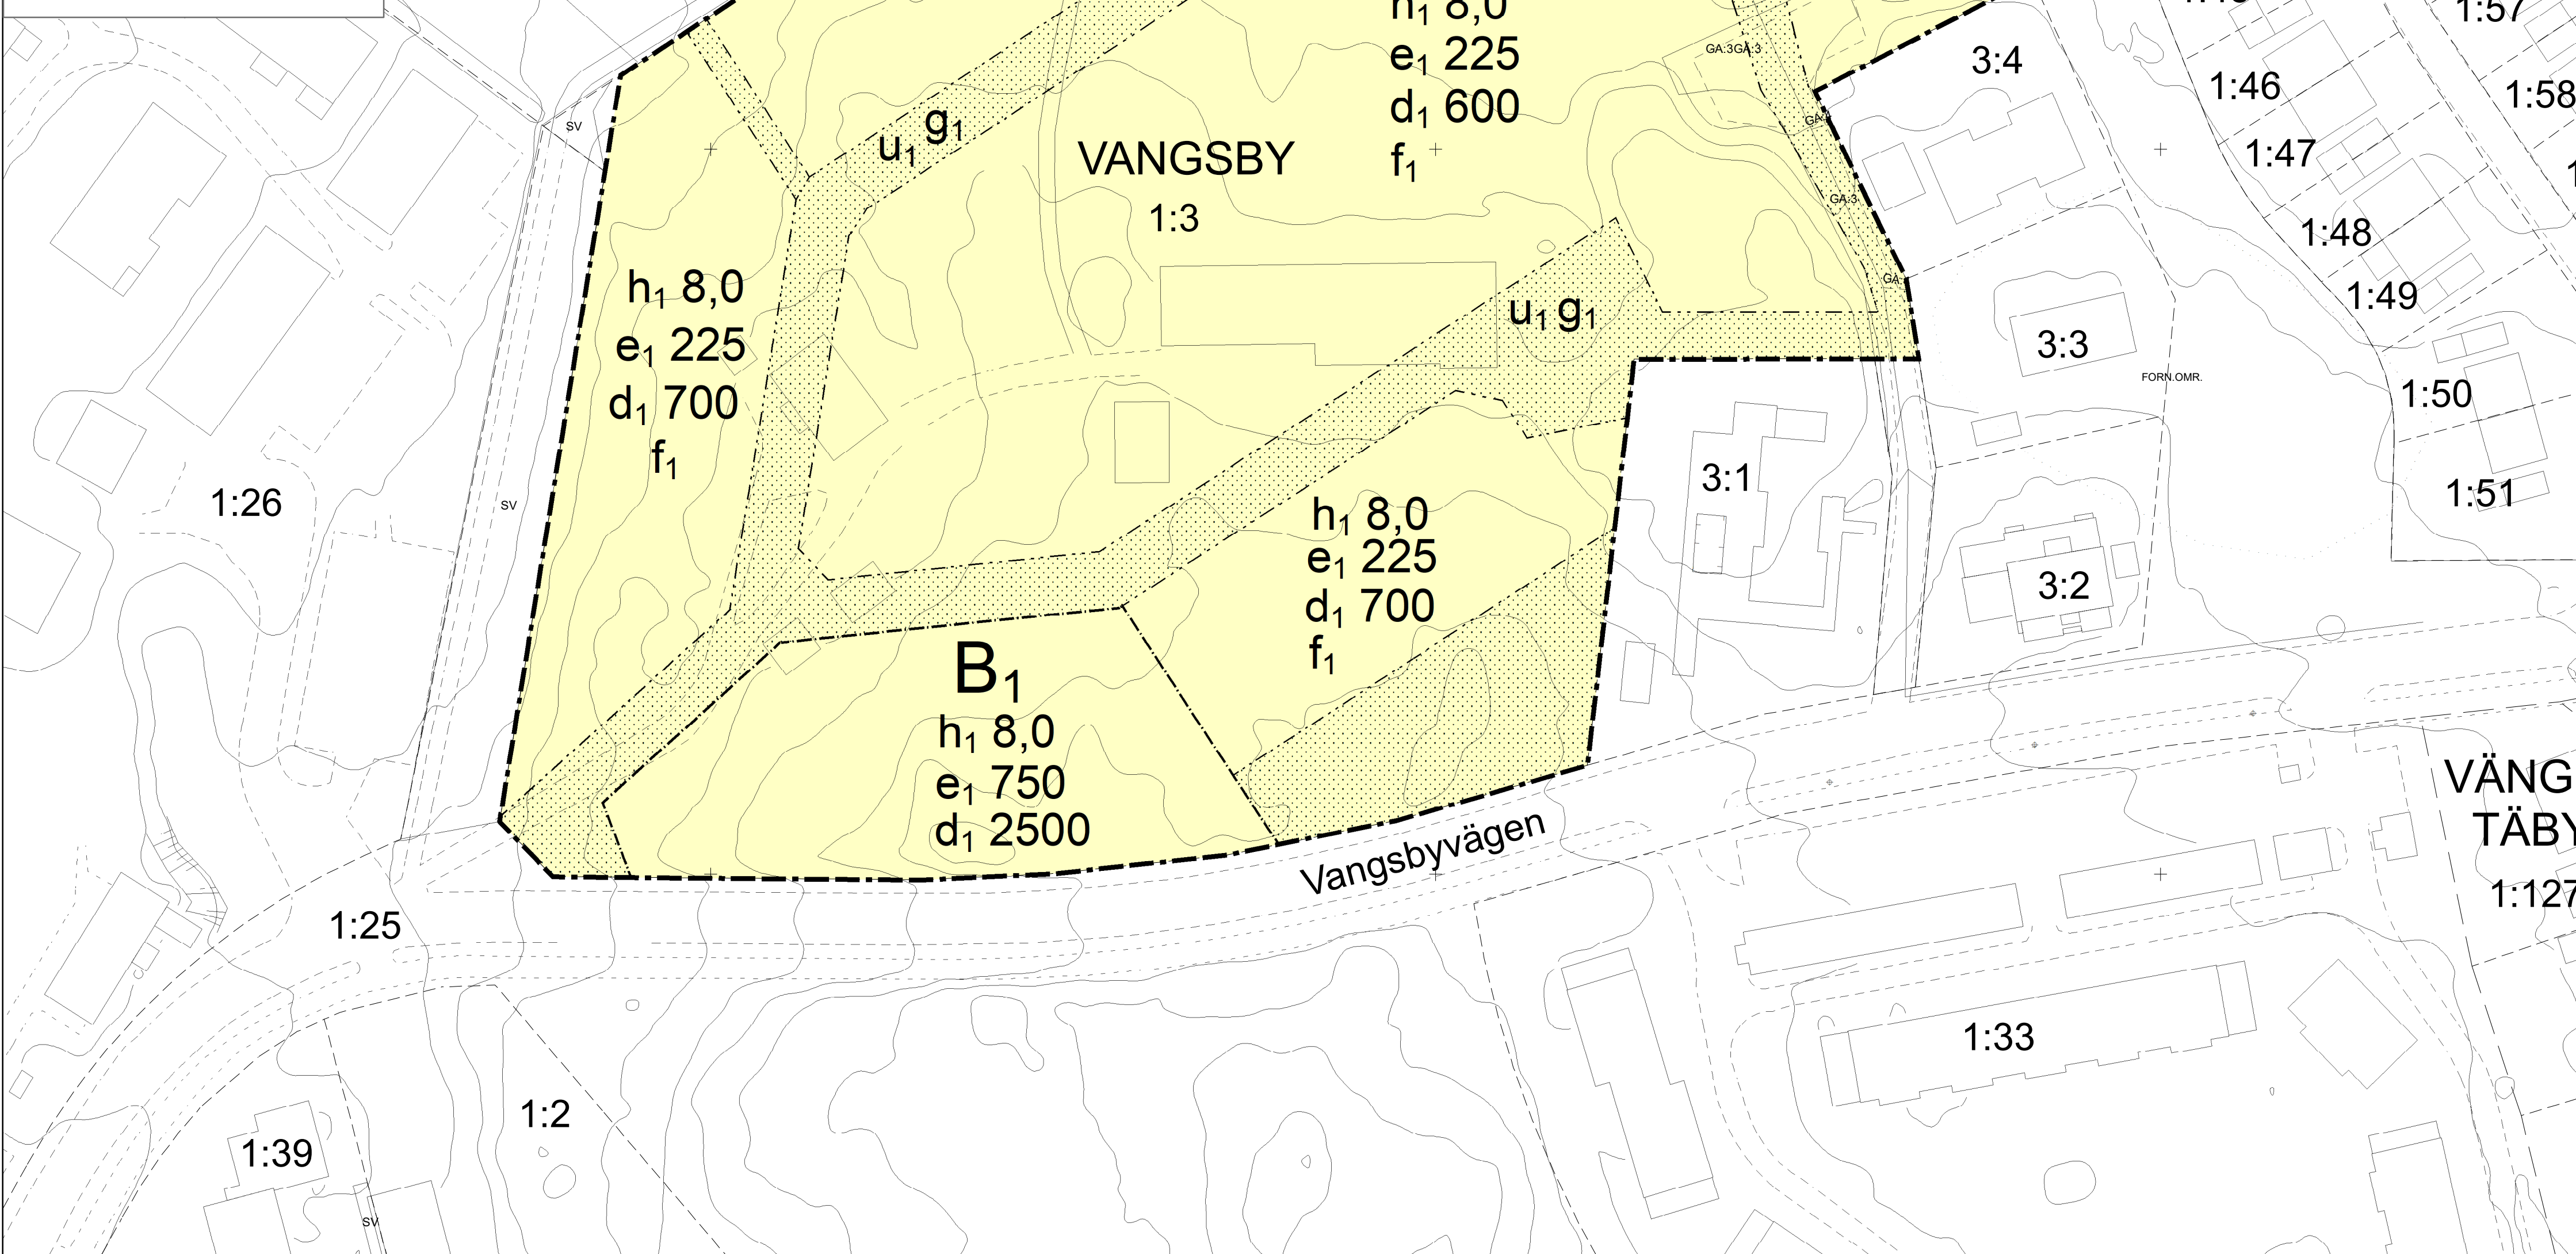 h1 8,0
e1 225
d1 600
f1
GA:3GA:3
GA:3
GA:
SV
u1 g1
VANGSBY
1:3
3:4
1:57
1:46
1:58
1:47
1:48
1:49
1:50
1:51
h1 8,0
e1 225
d1 700
f1
u1 g1
3:3
FORN.OMR.
3:1
3:2
1:26
SV
h1 8,0
e1 225
d1 700
f1
B1
h1 8,0
e1 750
d1 2500
Vangsbyvägen
VÄNG
TÄBY
1:127
1:25
1:33
1:2
1:39
SV